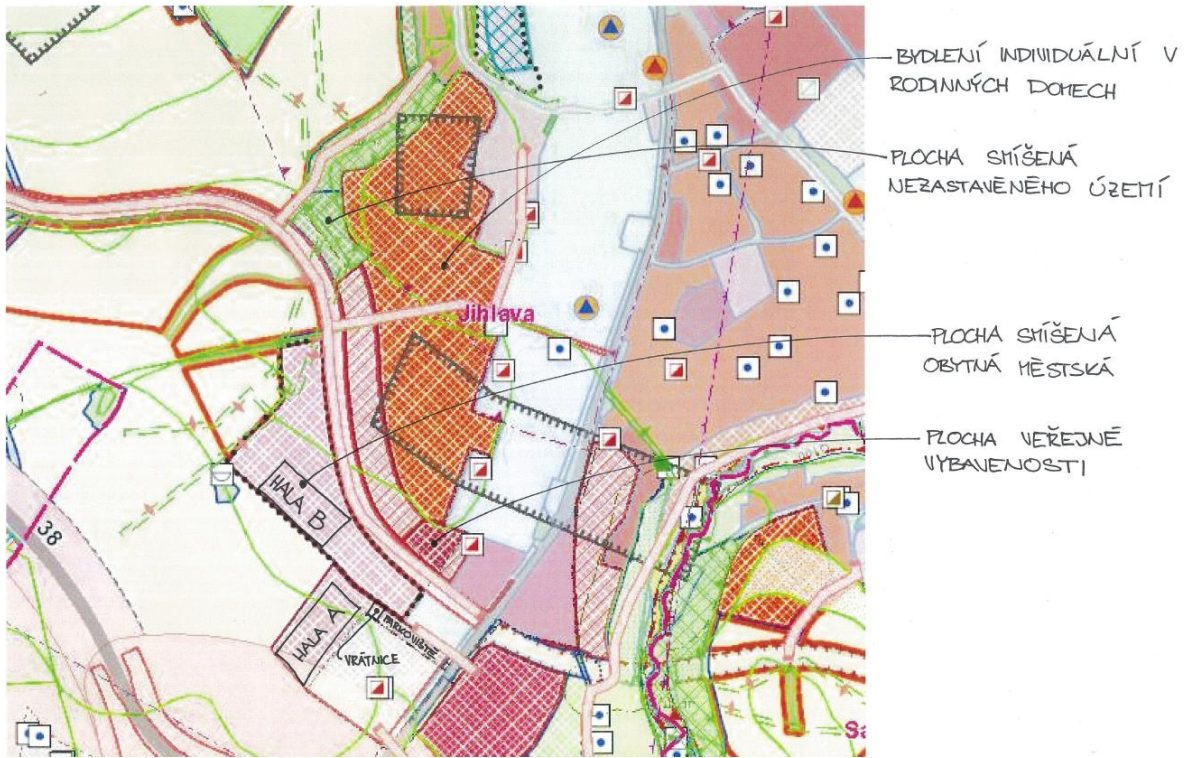 BYDLENÍ INDIVIDUÁLNÍ V
RODINNÝCH DOMECH
PLOCHA SMÍŠENÁ
NEZASTAVĚNÉHO ÚZEMÍ
Jihlava
PLOCHA SMÍŠENÁ
OBYTNÁ MĚSTSKÁ
PLOCHA VEŘEJNÉ
VYBAVENOSTI
HALA B
38
HALA A
PARKOVIŠTĚ
VRÁTNICE
Sa